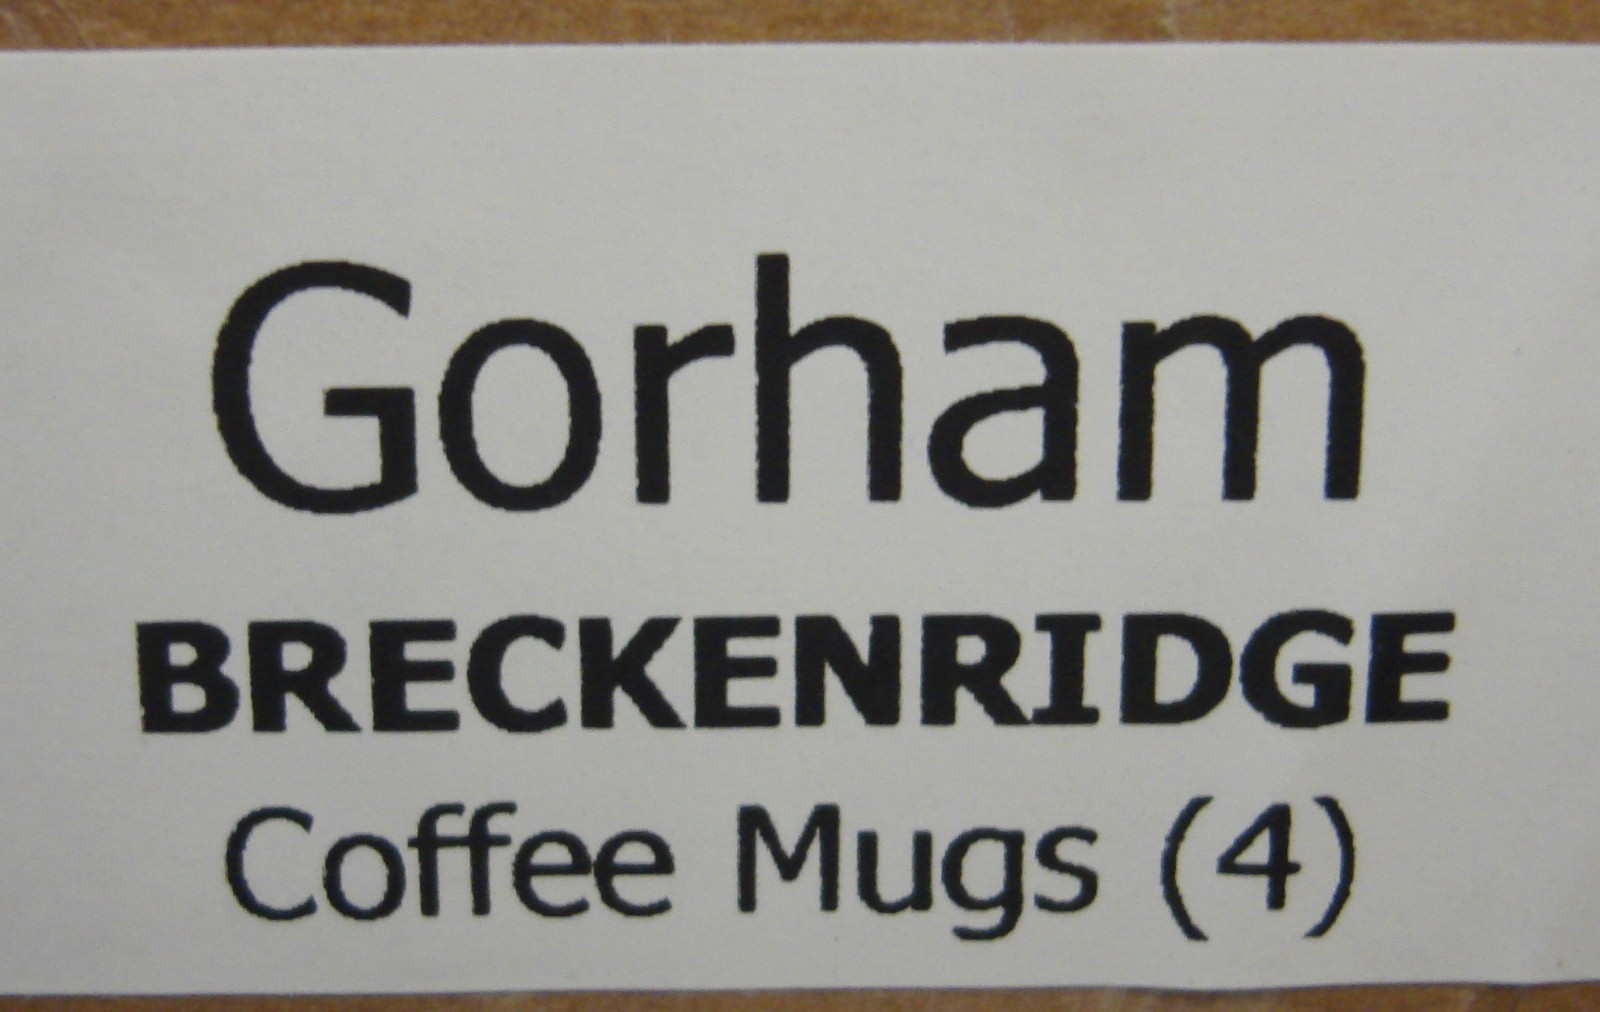 Gorham
BRECKENRIDGE
Coffee Mugs (4)